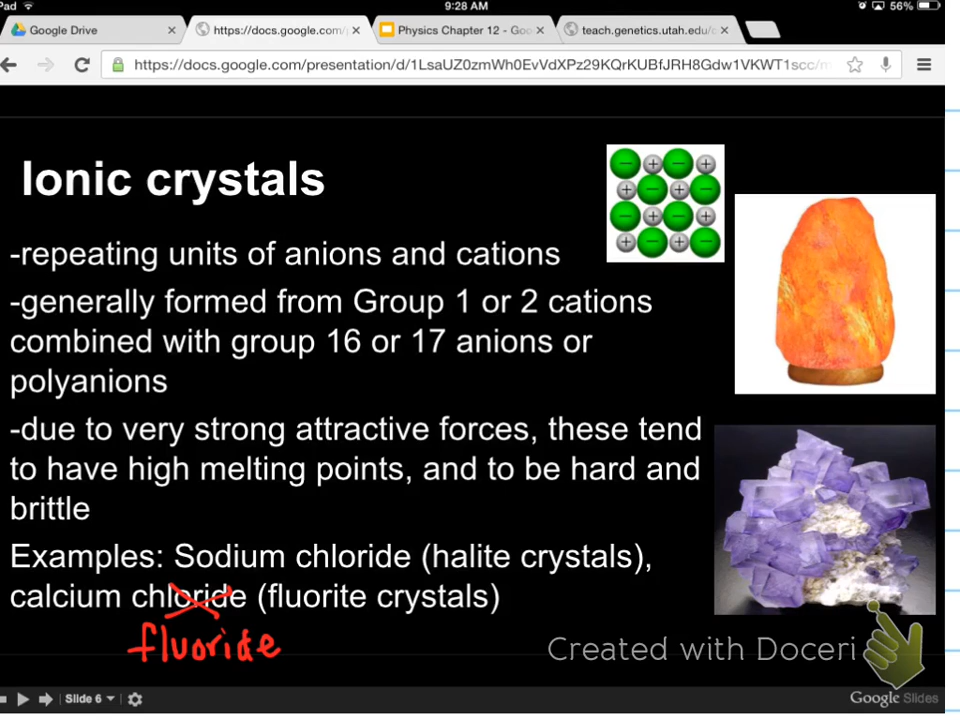 Pad 9:28 AM 56%
Google Drive × https://docs.google.com/p × Physics Chapter 12 - Goo × teach.genetics.utah.edu/c ×
https://docs.google.com/presentation/d/1LsaUZ0zmWh0EvVdXPz29KQrKUBfJRH8Gdw1VKWT1scc/m
Ionic crystals
-repeating units of anions and cations
-generally formed from Group 1 or 2 cations
combined with group 16 or 17 anions or
polyanions
-due to very strong attractive forces, these tend
to have high melting points, and to be hard and
brittle
Examples: Sodium chloride (halite crystals),
calcium chloride (fluorite crystals)
fluoride
Created with Doceri
Slide 6
Google Slides